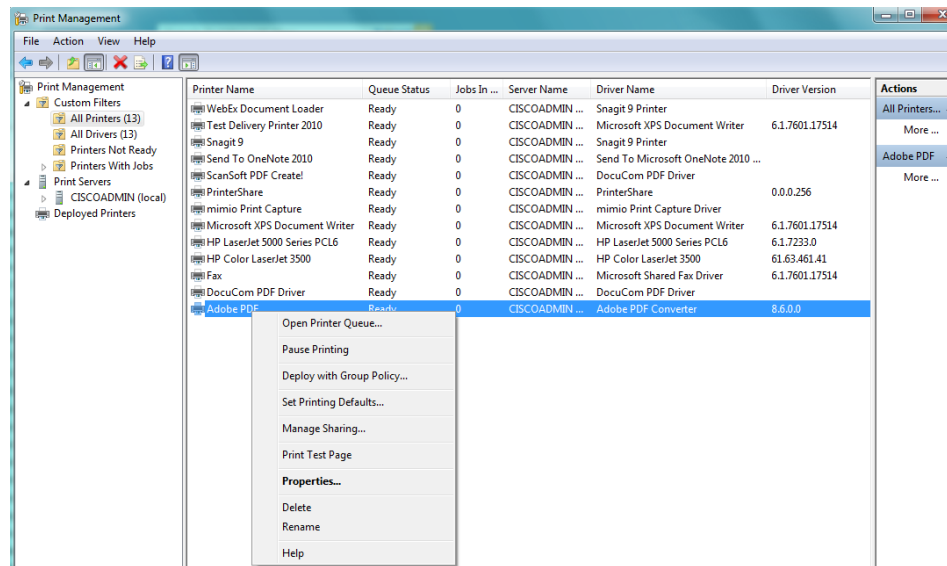 Print Management
File Action View Help
Print Management
Custom Filters
All Printers (13)
All Drivers (13)
Printers Not Ready
Printers With Jobs
Print Servers
CISCOADMIN (local)
Deployed Printers
Printer Name Queue Status Jobs In ... Server Name Driver Name Driver Version
WebEx Document Loader Ready 0 CISCOADMIN ... Snagit 9 Printer
Test Delivery Printer 2010 Ready 0 CISCOADMIN ... Microsoft XPS Document Writer 6.1.7601.17514
Snagit 9 Ready 0 CISCOADMIN ... Snagit 9 Printer
Send To OneNote 2010 Ready 0 CISCOADMIN ... Send To Microsoft OneNote 2010 ...
ScanSoft PDF Create! Ready 0 CISCOADMIN ... DocuCom PDF Driver
PrinterShare Ready 0 CISCOADMIN ... PrinterShare 0.0.0.256
mimio Print Capture Ready 0 CISCOADMIN ... mimio Print Capture Driver
Microsoft XPS Document Writer Ready 0 CISCOADMIN ... Microsoft XPS Document Writer 6.1.7601.17514
HP LaserJet 5000 Series PCL6 Ready 0 CISCOADMIN ... HP LaserJet 5000 Series PCL6 6.1.7233.0
HP Color LaserJet 3500 Ready 0 CISCOADMIN ... HP Color LaserJet 3500 61.63.461.41
Fax Ready 0 CISCOADMIN ... Microsoft Shared Fax Driver 6.1.7601.17514
DocuCom PDF Driver Ready 0 CISCOADMIN ... DocuCom PDF Driver
Adobe PDF Ready 0 CISCOADMIN ... Adobe PDF Converter 8.6.0.0
Open Printer Queue...
Pause Printing
Deploy with Group Policy...
Set Printing Defaults...
Manage Sharing...
Print Test Page
Properties...
Delete
Rename
Help
Actions
All Printers...
More ...
Adobe PDF
More ...